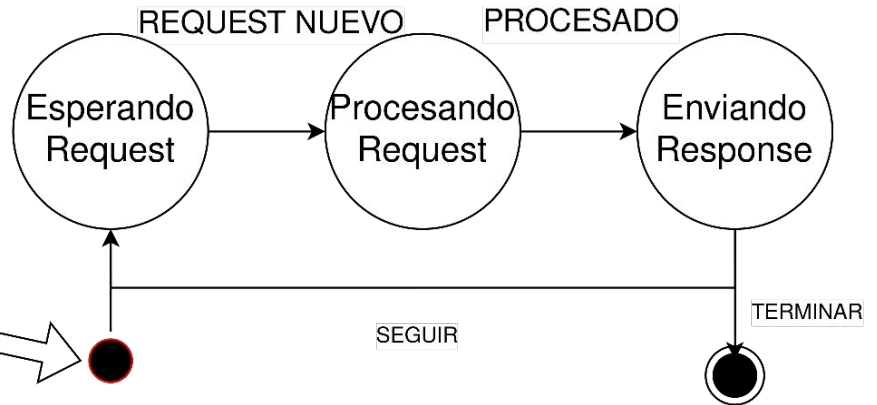 REQUEST NUEVO
PROCESADO
Esperando
Request
Procesando
Request
Enviando
Response
TERMINAR
SEGUIR